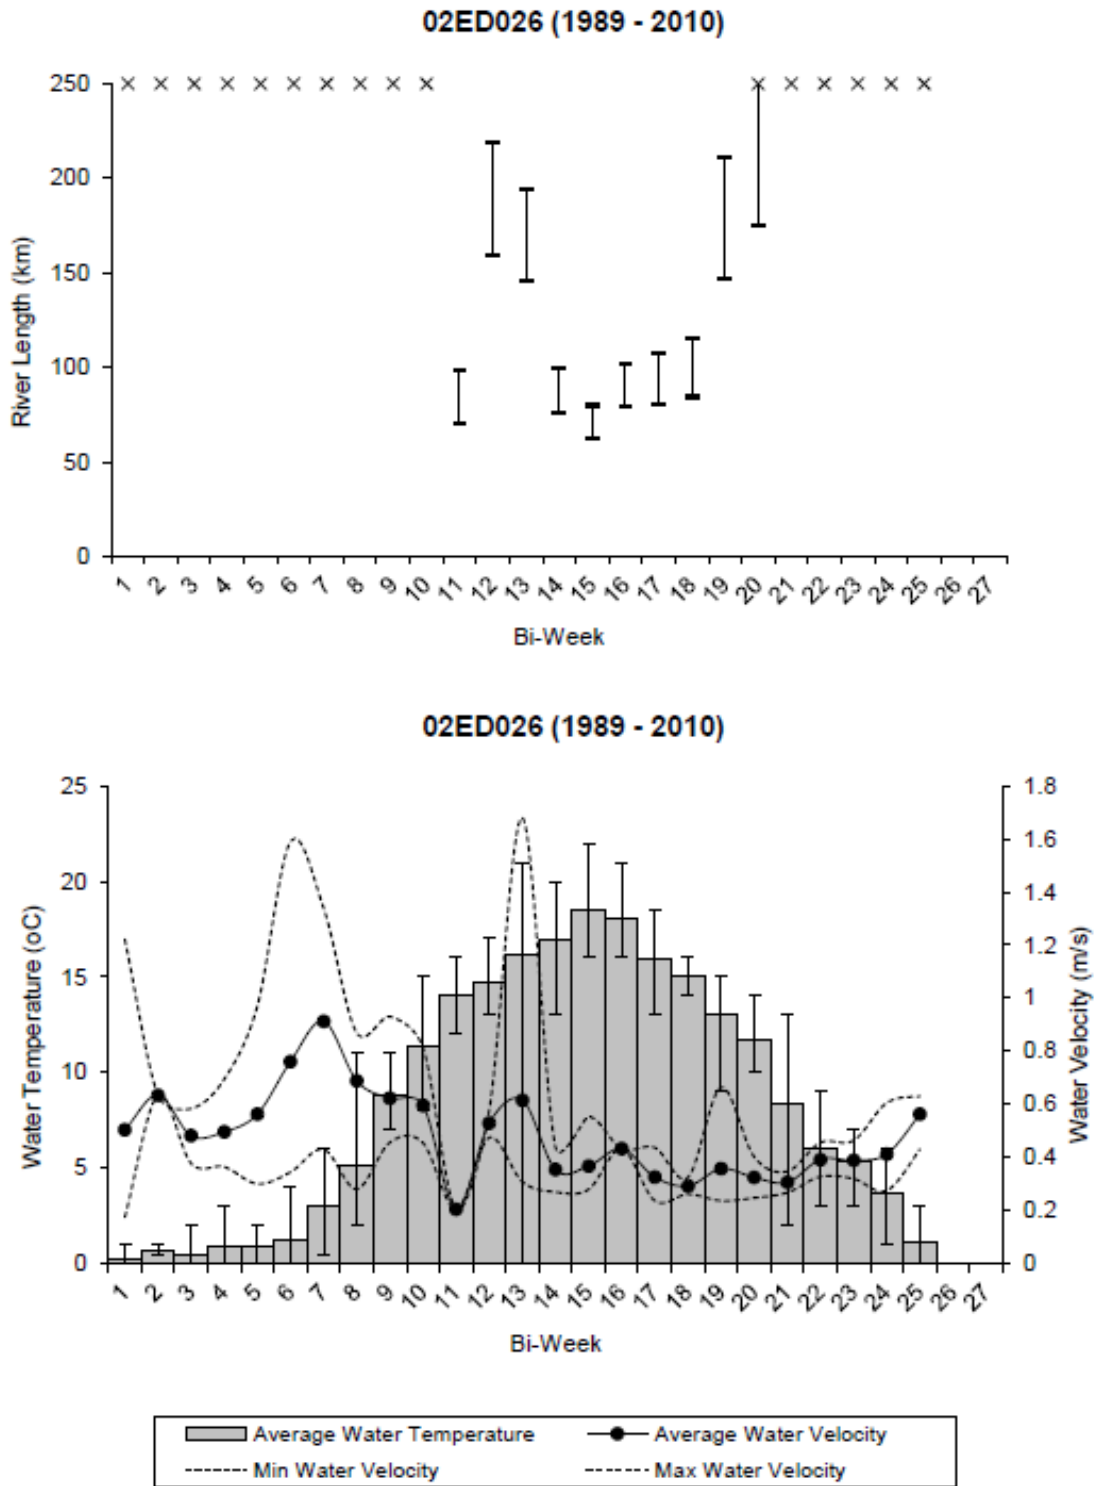 02ED026 (1989 - 2010)
250
200
150
100
50
0
River Length (km)
1 2 3 4 5 6 7 8 9 10 11 12 13 14 15 16 17 18 19 20 21 22 23 24 25 26 27
Bi-Week
02ED026 (1989 - 2010)
25
20
15
10
5
0
Water Temperature (oC)
1.8
1.6
1.4
1.2
1
0.8
0.6
0.4
0.2
0
Water Velocity (m/s)
1 2 3 4 5 6 7 8 9 10 11 12 13 14 15 16 17 18 19 20 21 22 23 24 25 26 27
Bi-Week
Average Water Temperature Average Water Velocity
Min Water Velocity Max Water Velocity